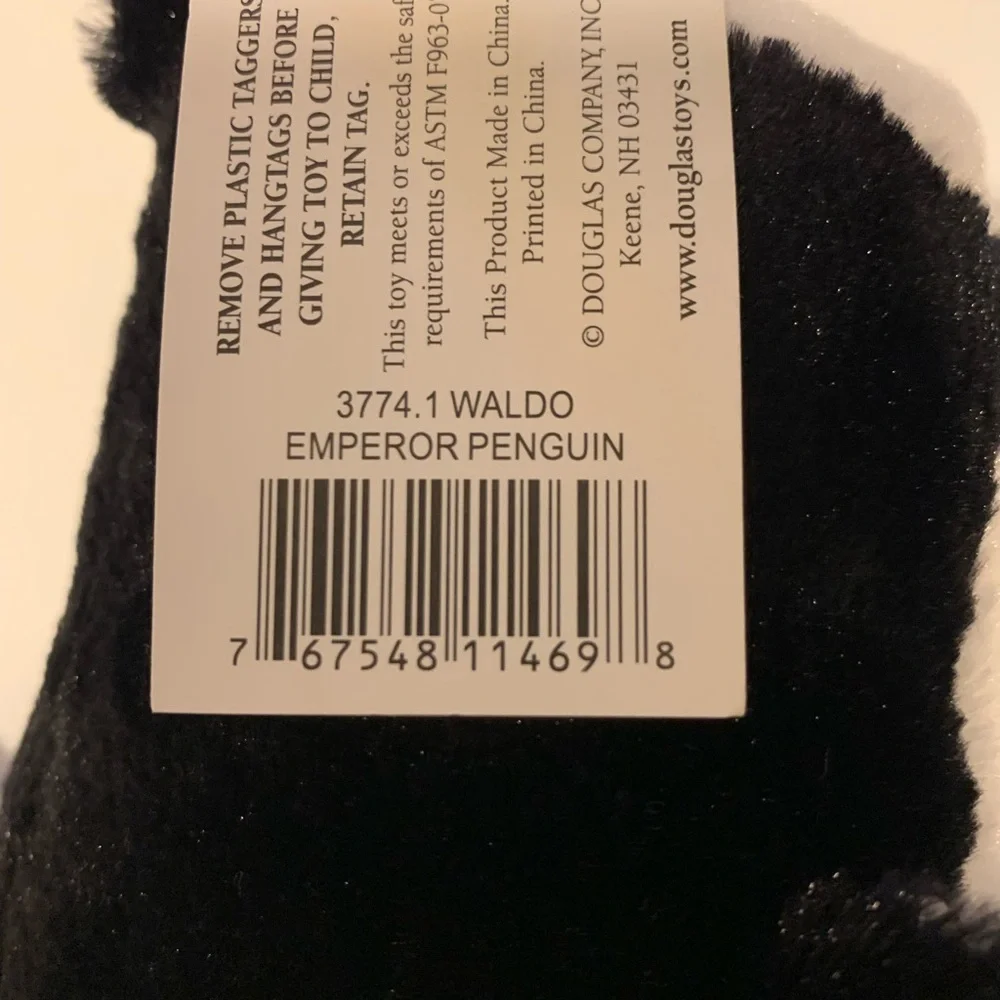 REMOVE PLASTIC TAGGERS
AND HANGTAGS BEFORE
GIVING TOY TO CHILD,
RETAIN TAG.
This toy meets or exceeds the
requirements of ASTM
This Product Made in China.
Printed in China.
© DOUGLAS COMPANY, INC
Keene, NH 03431
www.douglastoys.com
3774.1 WALDO
EMPEROR PENGUIN
7 67548 11469 8